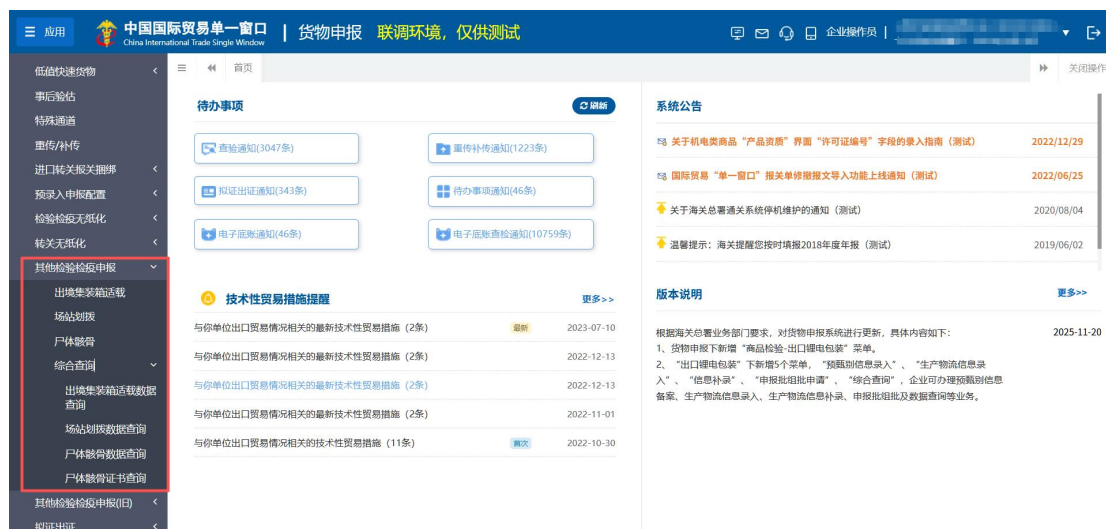 应用
中国国际贸易单一窗口
China International Trade Single Window
| 货物申报 联调环境，仅供测试
企业操作员 |
低值快速货物
事后验估
特殊通道
重传/补传
进口转关报关捆绑
预录入申报配置
检验检疫无纸化
转关无纸化
其他检验检疫申报
出境集装箱适载
场站划拨
尸体骸骨
综合查询
出境集装箱适载数据
查询
场站划拨数据查询
尸体骸骨数据查询
尸体骸骨证书查询
其他检验检疫申报(旧)
拟证出证
首页
关闭操作
待办事项
刷新
查验通知(3047条)
重传补传通知(1223条)
拟证出证通知(343条)
待办事项通知(46条)
电子底账通知(46条)
电子底账查检通知(10759条)
技术性贸易措施提醒
更多>>
与你单位出口贸易情况相关的最新技术性贸易措施（2条） 最新 2023-07-10
与你单位出口贸易情况相关的最新技术性贸易措施（2条） 2022-12-13
与你单位出口贸易情况相关的最新技术性贸易措施（2条） 2022-12-13
与你单位出口贸易情况相关的最新技术性贸易措施（2条） 2022-11-01
与你单位出口贸易情况相关的技术性贸易措施（11条） 首次 2022-10-30
系统公告
关于机电类商品“产品资质”界面“许可证编号”字段的录入指南（测试） 2022/12/29
国际贸易“单一窗口”报关单修撤报文导入功能上线通知（测试） 2022/06/25
关于海关总署通关系统停机维护的通知（测试） 2020/08/04
温馨提示：海关提醒您按时填报2018年度年报（测试） 2019/06/02
版本说明
更多>>
根据海关总署业务部门要求，对货物申报系统进行更新，具体内容如下： 2025-11-20
1、货物申报下新增“商品检验-出口锂电包装”菜单。
2、“出口锂电包装”下新增5个菜单，“预甄别信息录入”、“生产物流信息录
入”、“信息补录”、“申报批组批申请”、“综合查询”，企业可办理预甄别信息
备案、生产物流信息录入、生产物流信息补录、申报批组批及数据查询等业务。